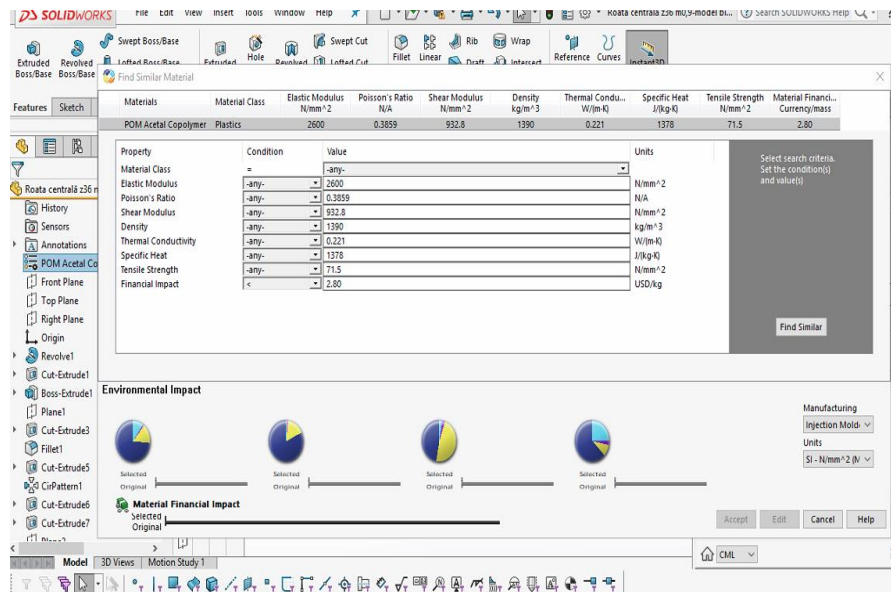 SOLIDWORKS File Edit View Insert Tools Window Help Roata centrala z36 m0,9-model bl... Search SOLIDWORKS Help
Extruded Boss/Base Revolved Boss/Base Swept Boss/Base Hole Swept Cut Fillet Linear Rib Wrap Reference Curves
Lofted Boss/Base Extruded Revolved Lofted Cut Draft Intersect Instant3D
Features Sketch
Find Similar Material
Materials Material Class Elastic Modulus Poisson's Ratio Shear Modulus Density Thermal Condu... Specific Heat Tensile Strength Material Financi...
N/mm^2 N/A N/mm^2 kg/m^3 W/(m·K) J/(kg·K) N/mm^2 Currency/mass
POM Acetal Copolymer Plastics 2600 0.3859 932.8 1390 0.221 1378 71.5 2.80
Property Condition Value Units
Material Class = -any-
Elastic Modulus -any- 2600 N/mm^2
Poisson's Ratio -any- 0.3859 N/A
Shear Modulus -any- 932.8 N/mm^2
Density -any- 1390 kg/m^3
Thermal Conductivity -any- 0.221 W/(m·K)
Specific Heat -any- 1378 J/(kg·K)
Tensile Strength -any- 71.5 N/mm^2
Financial Impact < 2.80 USD/kg
Select search criteria.
Set the condition(s)
and value(s)
Find Similar
Roata centrală z36 m
History
Sensors
Annotations
POM Acetal Co
Front Plane
Top Plane
Right Plane
Origin
Revolve1
Cut-Extrude1
Boss-Extrude1
Plane1
Cut-Extrude3
Fillet1
Cut-Extrude5
CirPattern1
Cut-Extrude6
Cut-Extrude7
Plane2
Environmental Impact
Selected Selected Selected Selected
Original Original Original Original
Material Financial Impact
Selected
Original
Manufacturing
Injection Mold
Units
SI - N/mm^2 (N
Accept Edit Cancel Help
Model 3D Views Motion Study 1
CML